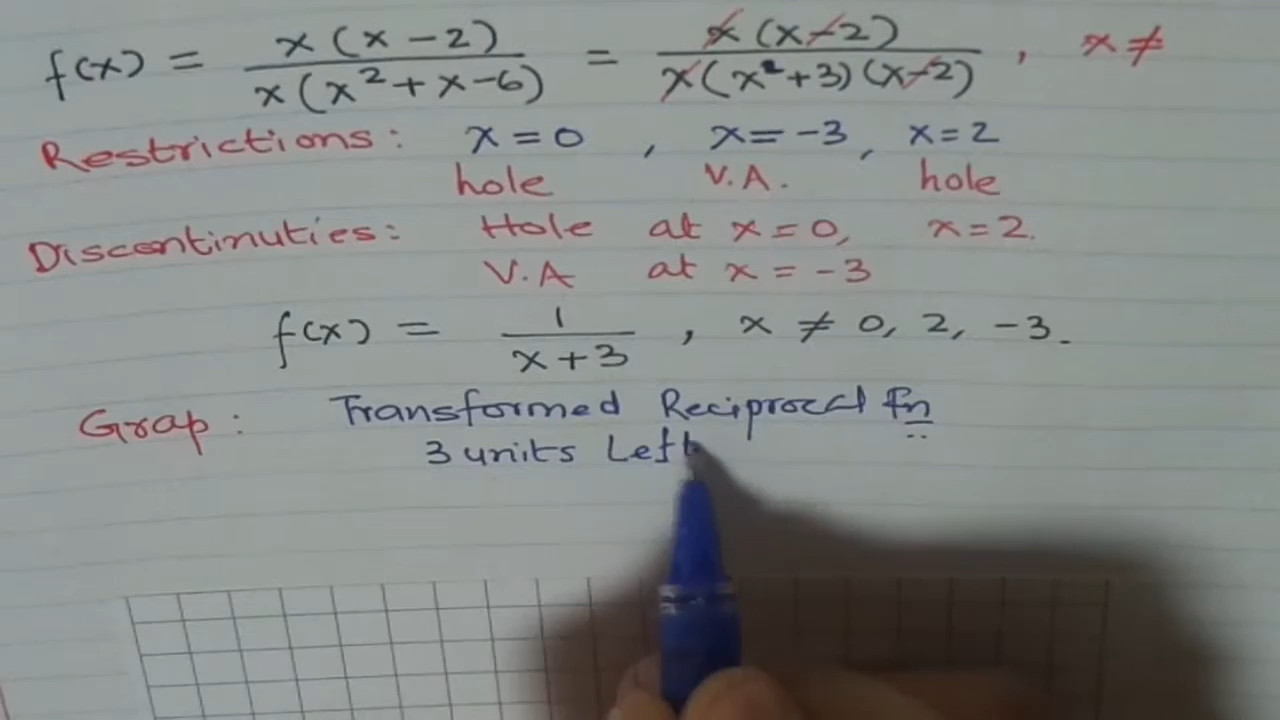 f(x) = x(x-2) / x(x²+x-6) = x(x-2) / x(x²+3)(x-2) , x ≠
Restrictions: x=0 , x=-3, x=2
hole V.A. hole
Discontinuties: Hole at x=0, x=2.
V.A at x=-3
f(x) = 1 / x+3 , x ≠ 0, 2, -3.
Grap: Transformed Reciprocal fn
3 units Left